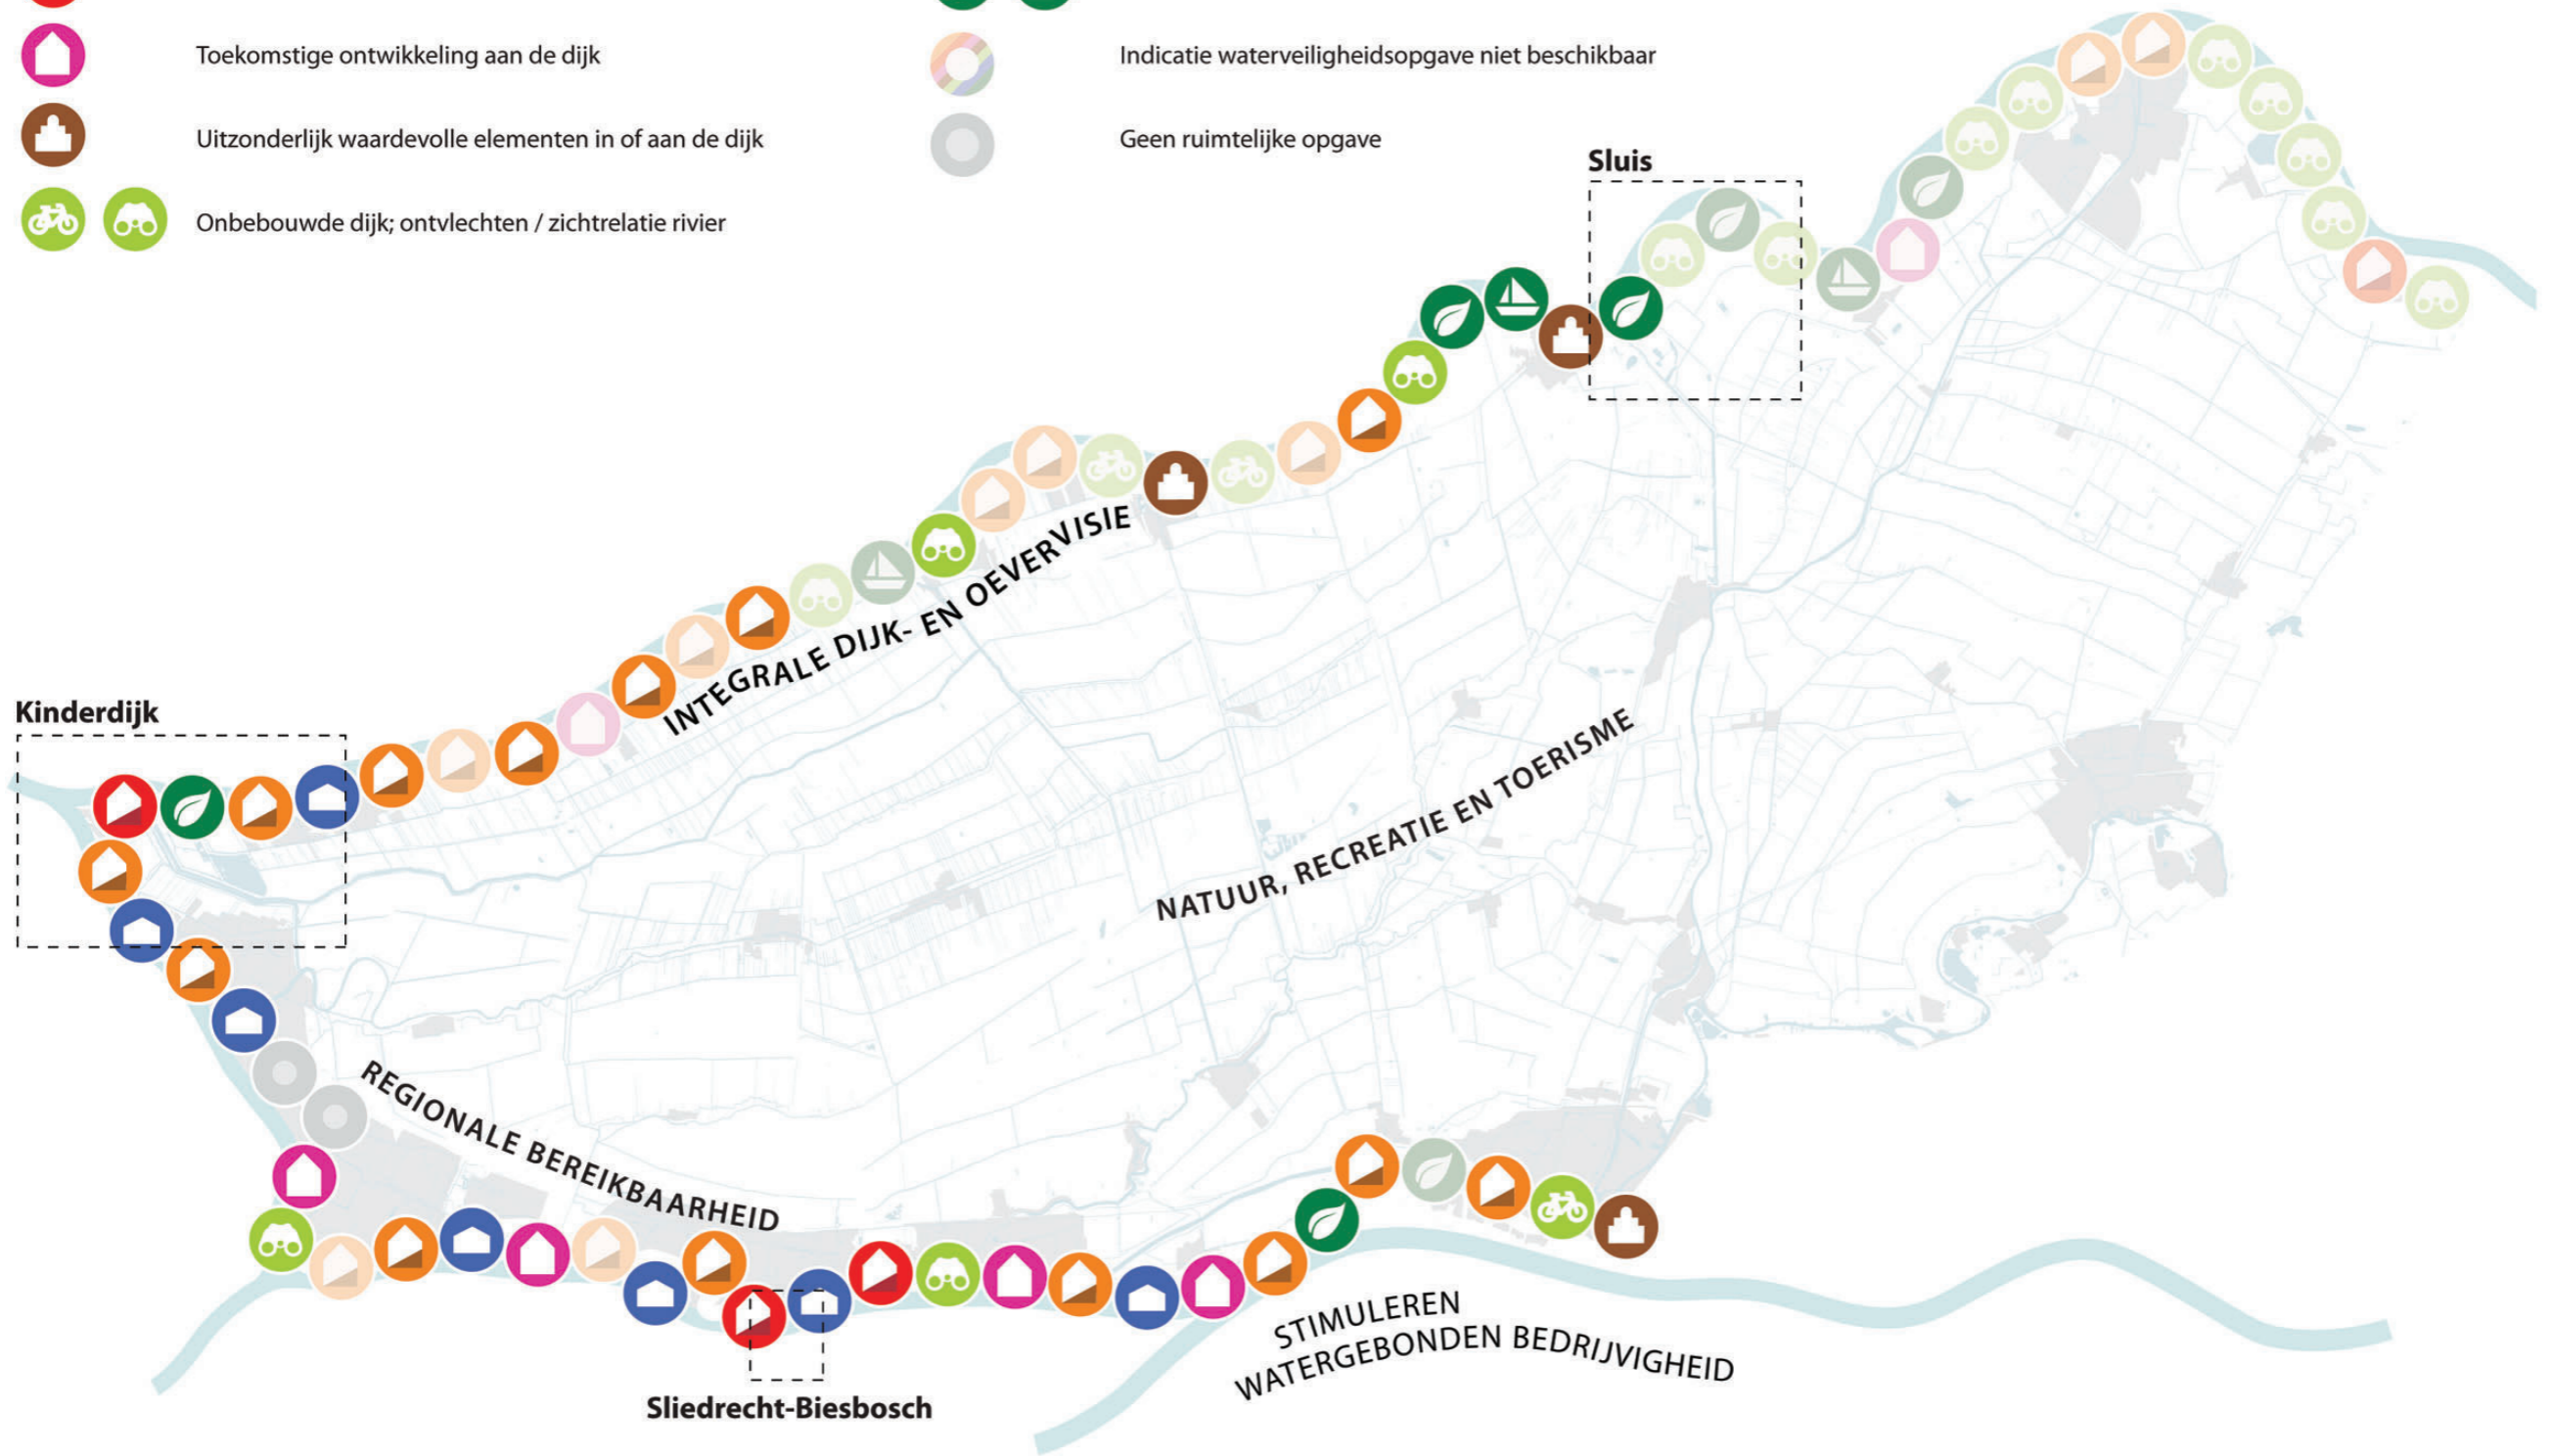 Toekomstige ontwikkeling aan de dijk
Uitzonderlijk waardevolle elementen in of aan de dijk
Onbebouwde dijk; ontvlechten / zichtrelatie rivier
Indicatie waterveiligheidsopgave niet beschikbaar
Geen ruimtelijke opgave
Sluis
INTEGRALE DIJK- EN OEVERVISIE
Kinderdijk
NATUUR, RECREATIE EN TOERISME
REGIONALE BEREIKBAARHEID
STIMULEREN
WATERGEBONDEN BEDRIJVIGHEID
Sliedrecht-Biesbosch